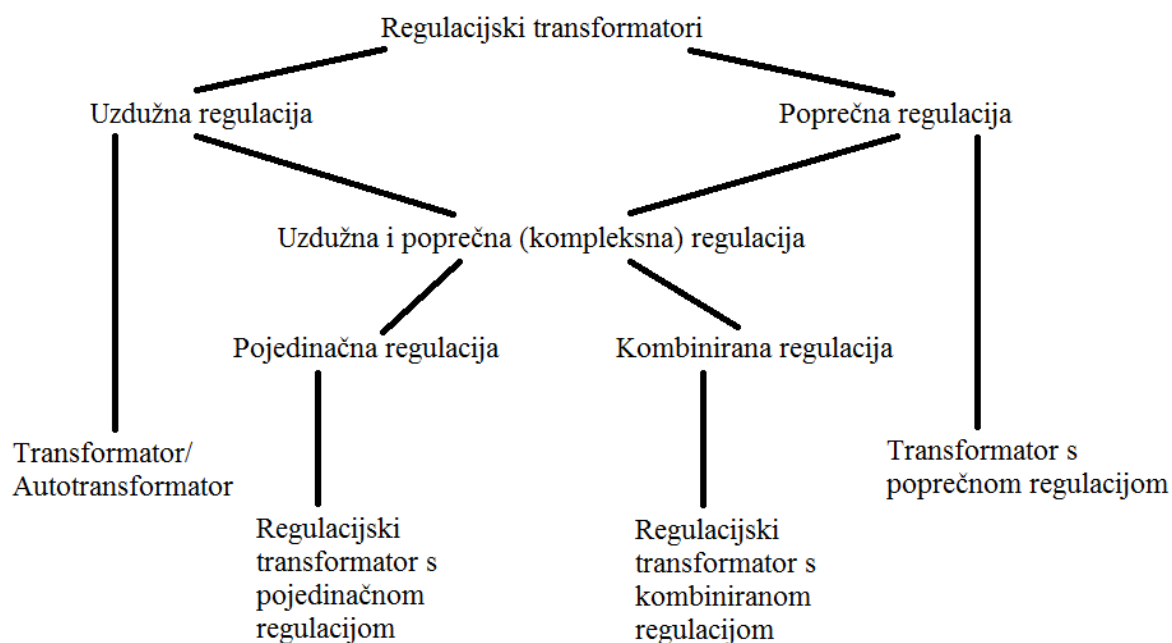 Regulacijski transformatori
Uzdužna regulacija
Poprečna regulacija
Uzdužna i poprečna (kompleksna) regulacija
Pojedinačna regulacija
Kombinirana regulacija
Transformator/
Autotransformator
Transformator s
poprečnom regulacijom
Regulacijski
transformator s
pojedinačnom
regulacijom
Regulacijski
transformator s
kombiniranom
regulacijom